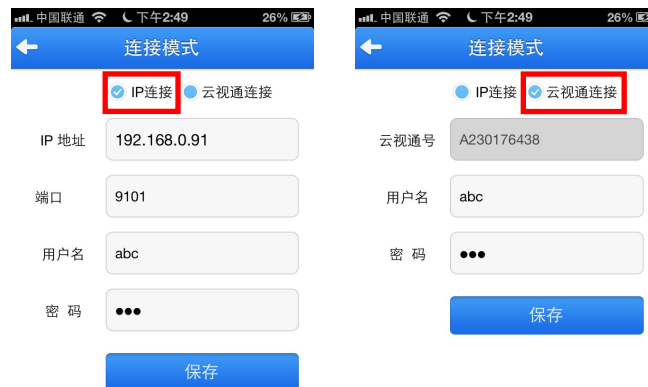 中国联通 下午2:49 26%
连接模式
IP连接 云视通连接
IP 地址 192.168.0.91
端口 9101
用户名 abc
密 码 ●●●
保存
中国联通 下午2:49 26%
连接模式
IP连接 云视通连接
云视通号 A230176438
用户名 abc
密 码 ●●●
保存